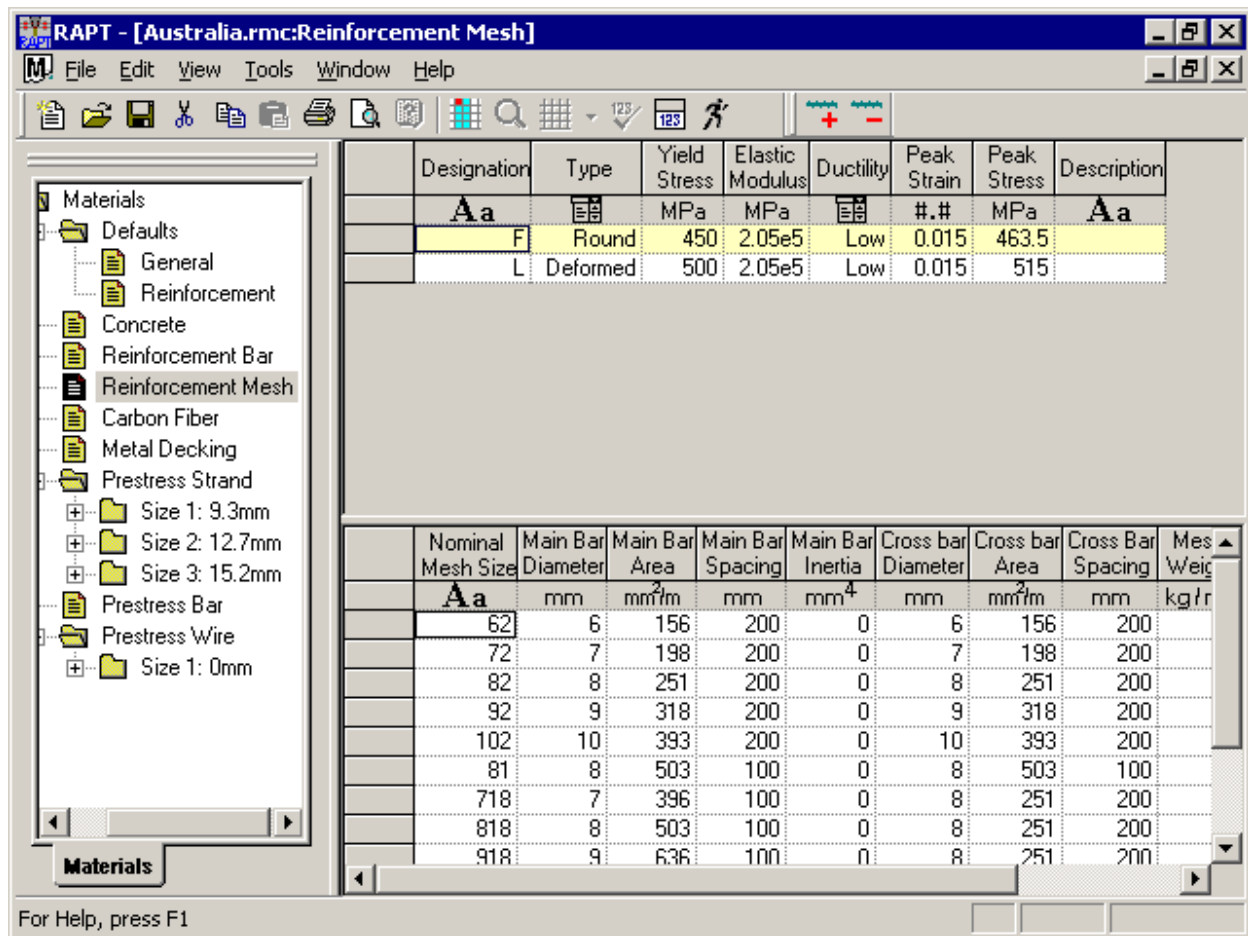 RAPT - [Australia.rmc:Reinforcement Mesh]
File Edit View Tools Window Help
Materials
Defaults
General
Reinforcement
Concrete
Reinforcement Bar
Reinforcement Mesh
Carbon Fiber
Metal Decking
Prestress Strand
Size 1: 9.3mm
Size 2: 12.7mm
Size 3: 15.2mm
Prestress Bar
Prestress Wire
Size 1: 0mm
Materials
Designation Type Yield Stress Elastic Modulus Ductility Peak Strain Peak Stress Description
Aa MPa MPa #.# MPa Aa
F Round 450 2.05e5 Low 0.015 463.5
L Deformed 500 2.05e5 Low 0.015 515
Nominal Mesh Size Main Bar Diameter Main Bar Area Main Bar Spacing Main Bar Inertia Cross bar Diameter Cross bar Area Cross Bar Spacing Mes Weig
Aa mm mm²/m mm mm⁴ mm mm²/m mm kg/r
62 6 156 200 0 6 156 200
72 7 198 200 0 7 198 200
82 8 251 200 0 8 251 200
92 9 318 200 0 9 318 200
102 10 393 200 0 10 393 200
81 8 503 100 0 8 503 100
718 7 396 100 0 8 251 200
818 8 503 100 0 8 251 200
918 9 636 100 0 8 251 200
For Help, press F1